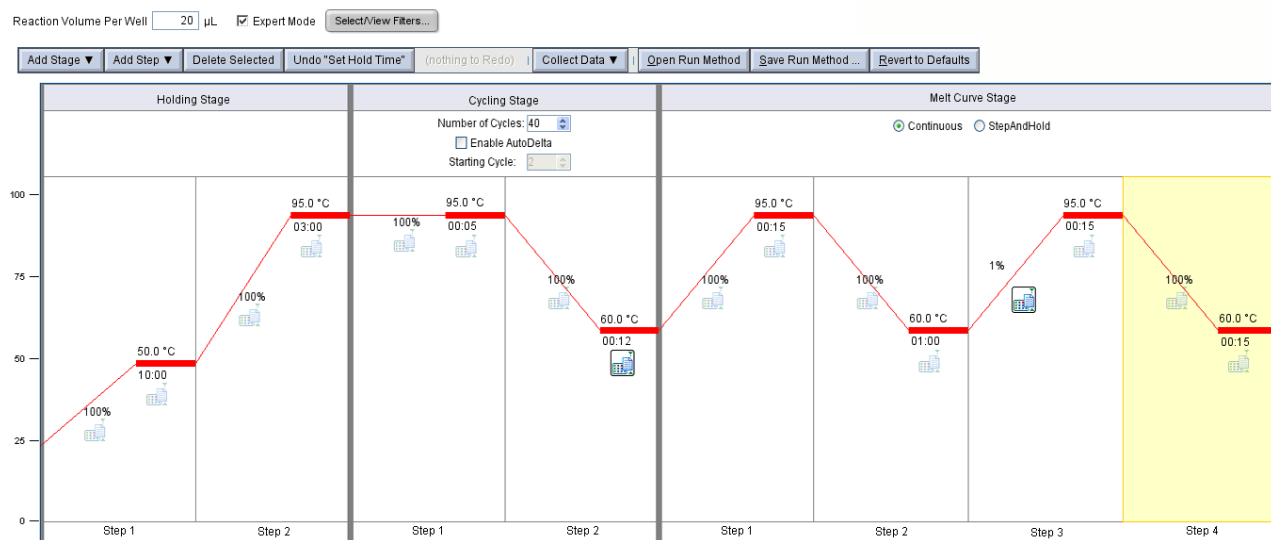 Reaction Volume Per Well 20 µL Expert Mode Select/View Filters...
Add Stage ▼ Add Step ▼ Delete Selected Undo "Set Hold Time" (nothing to Redo) Collect Data ▼ Open Run Method Save Run Method ... Revert to Defaults
Holding Stage Cycling Stage Melt Curve Stage
Number of Cycles: 40
Enable AutoDelta
Starting Cycle: 2
Continuous StepAndHold
100
75
50
25
0
100%
50.0 °C
10:00
Step 1
100%
95.0 °C
03:00
Step 2
100%
95.0 °C
00:05
Step 1
100%
60.0 °C
00:12
Step 2
100%
95.0 °C
00:15
Step 1
100%
60.0 °C
01:00
Step 2
1%
95.0 °C
00:15
Step 3
100%
60.0 °C
00:15
Step 4